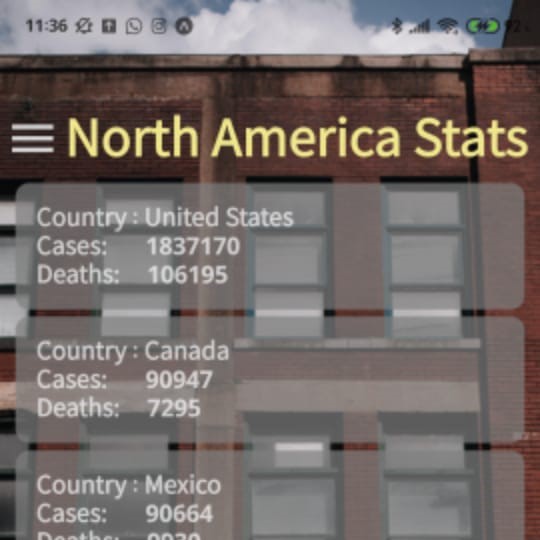 11:36
North America Stats
Country : United States
Cases: 1837170
Deaths: 106195
Country : Canada
Cases: 90947
Deaths: 7295
Country : Mexico
Cases: 90664
Deaths: